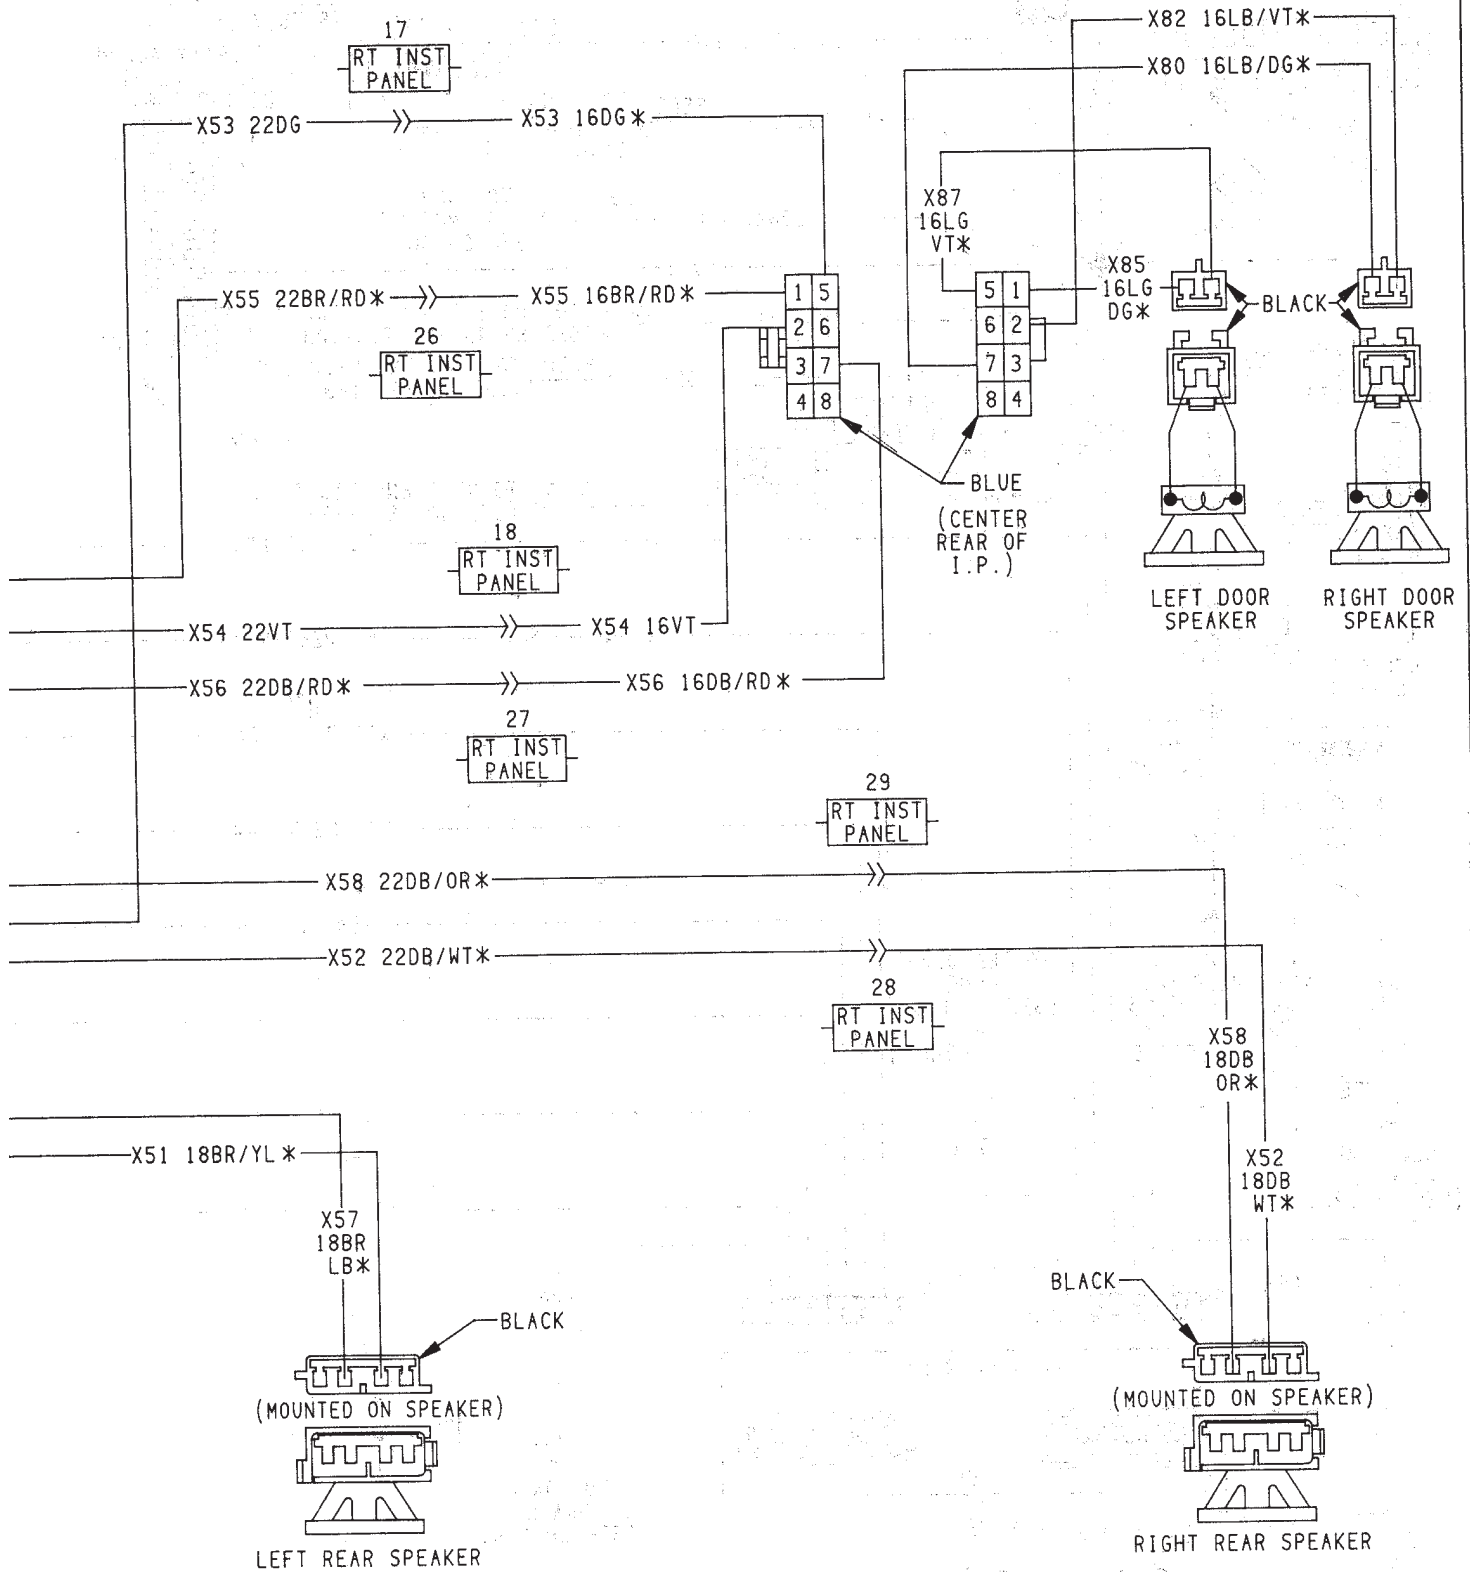 X82 16LB/VT*
17
RT INST
PANEL
X80 16LB/DG*
X53 22DG
X53 16DG*
X87
16LG
VT*
X55 22BR/RD*
X55 16BR/RD*
1 5
2 6
3 7
4 8
5 1
6 2
7 3
8 4
X85
16LG
DG*
BLACK
26
RT INST
PANEL
BLUE
(CENTER
REAR OF
I.P.)
18
RT INST
PANEL
LEFT DOOR
SPEAKER
RIGHT DOOR
SPEAKER
X54 22VT
X54 16VT
X56 22DB/RD*
X56 16DB/RD*
27
RT INST
PANEL
29
RT INST
PANEL
X58 22DB/OR*
X52 22DB/WT*
28
RT INST
PANEL
X58
18DB
OR*
X51 18BR/YL*
X52
18DB
WT*
X57
18BR
LB*
BLACK
BLACK
(MOUNTED ON SPEAKER)
(MOUNTED ON SPEAKER)
LEFT REAR SPEAKER
RIGHT REAR SPEAKER